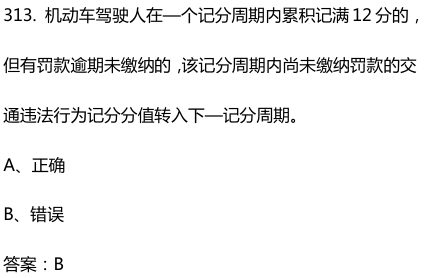 313. 机动车驾驶人在—个记分周期内累积记满12分的，
但有罚款逾期未缴纳的，该记分周期内尚未缴纳罚款的交
通违法行为记分分值转入下—记分周期。
A、正确
B、错误
答案：B